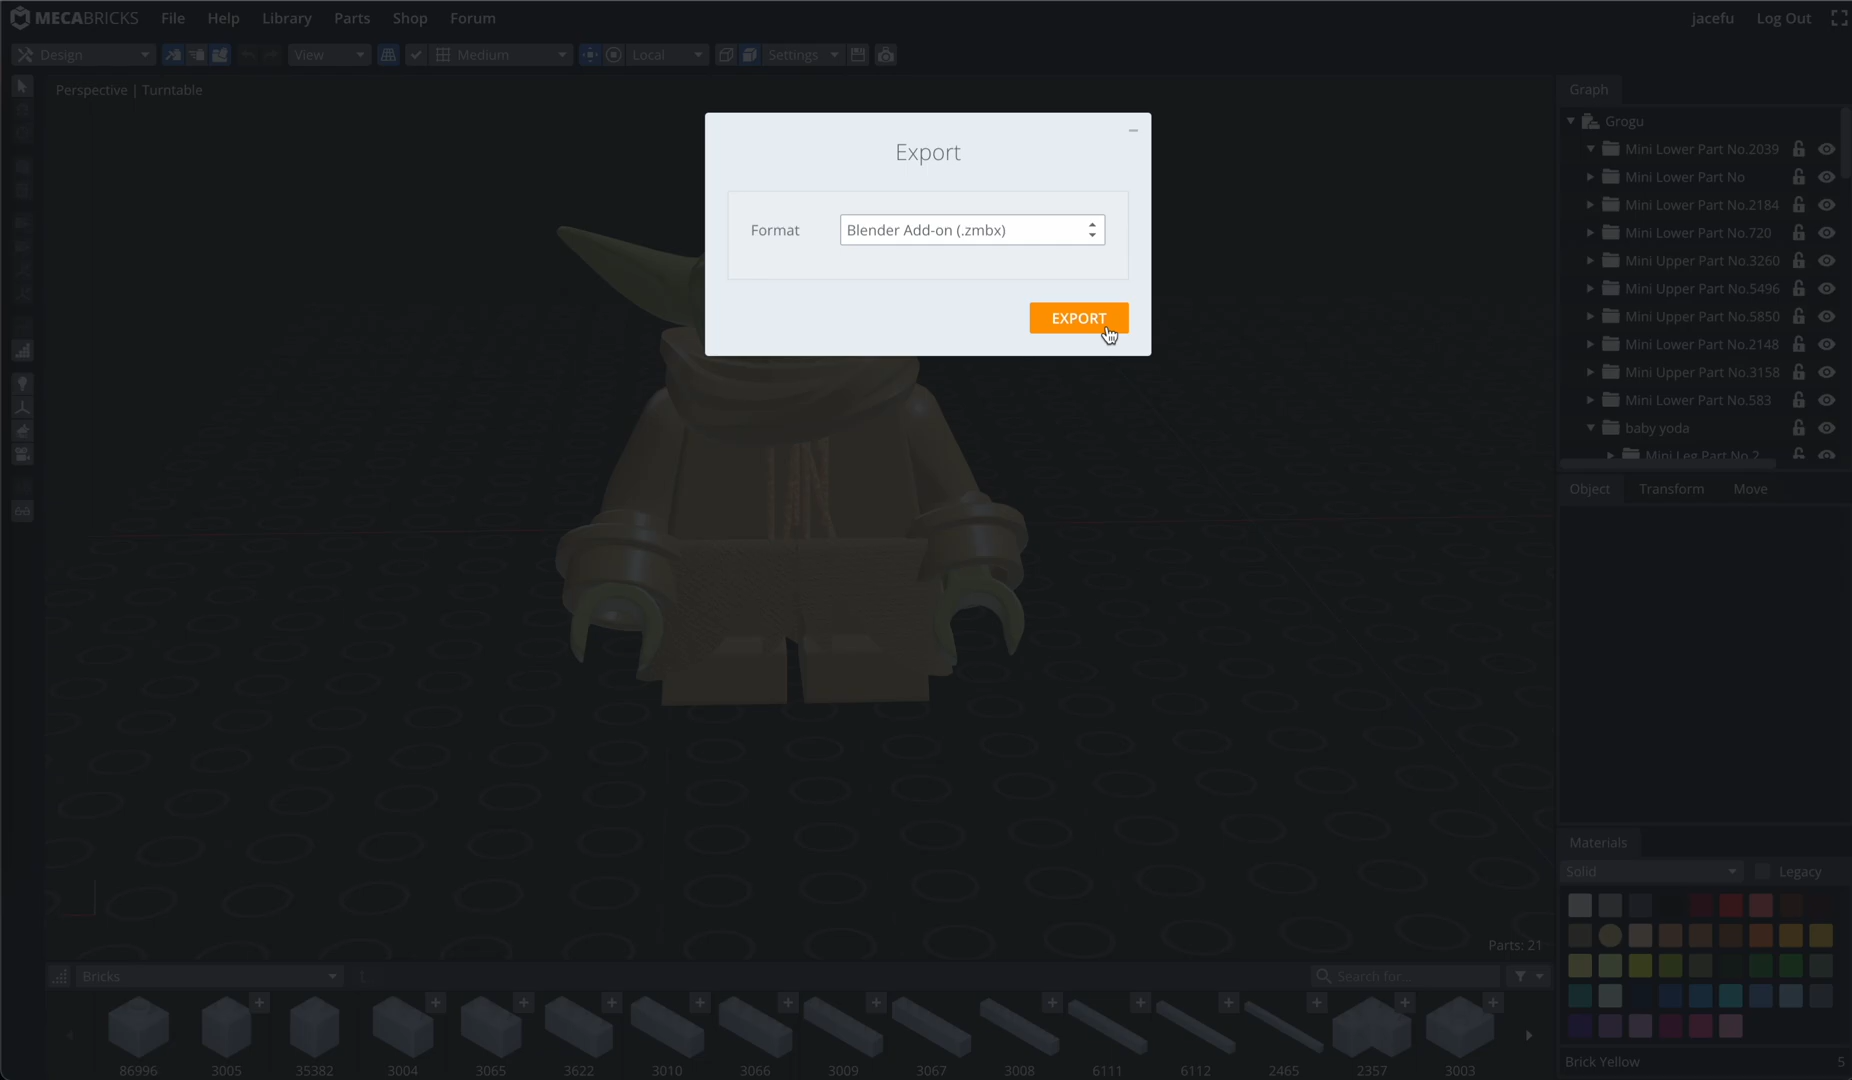 MECABRICKS File Help Library Parts Shop Forum jacefu Log Out
Design View Medium Local Settings
Perspective | Turntable
Graph
Grogu
Mini Lower Part No.2039
Mini Lower Part No
Mini Lower Part No.2184
Mini Lower Part No.720
Mini Upper Part No.3260
Mini Upper Part No.5496
Mini Upper Part No.5850
Mini Lower Part No.2148
Mini Upper Part No.3158
Mini Lower Part No.583
baby yoda
Mini Leg Part No.2
Export
Format Blender Add-on (.zmbx)
EXPORT
Object Transform Move
Materials
Solid Legacy
Brick Yellow 5
Parts: 21
Bricks Search for...
86996 3005 35382 3004 3065 3622 3010 3066 3009 3067 3008 6111 6112 2465 2357 3003